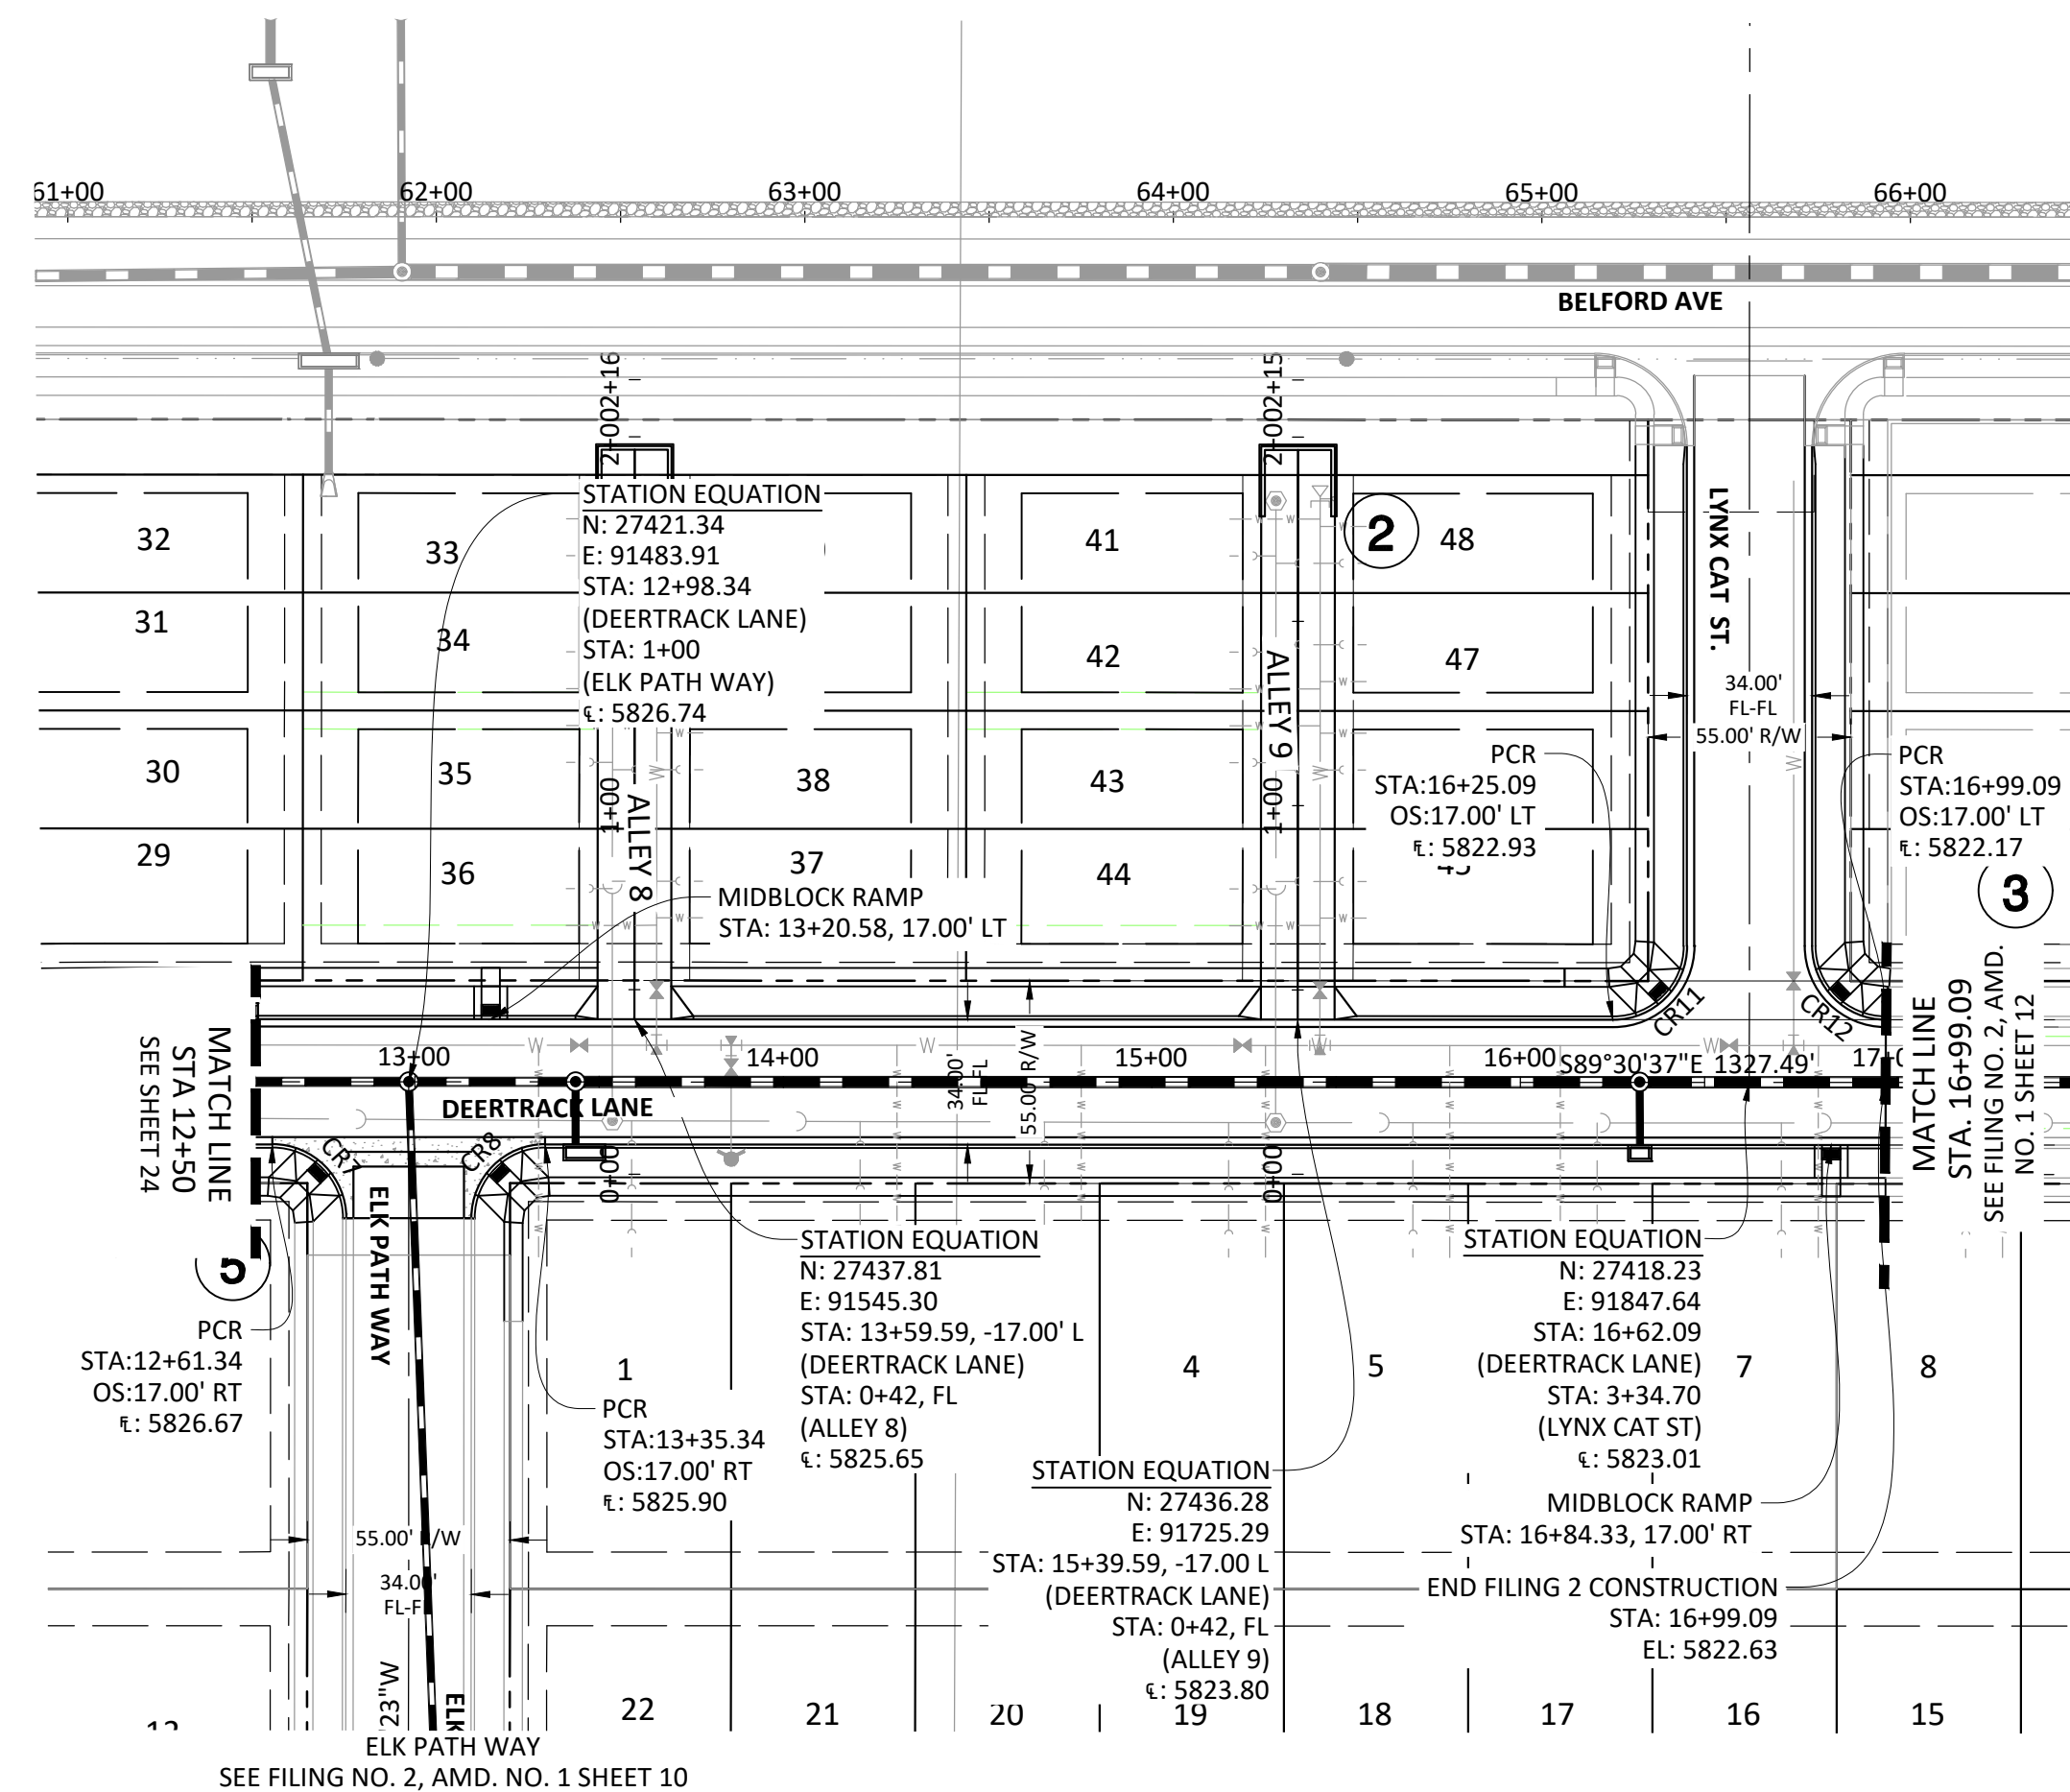 61+00
62+00
63+00
64+00
65+00
66+00
BELFORD AVE
2+16
2-00
2+15
2-00
STATION EQUATION
N: 27421.34
E: 91483.91
STA: 12+98.34
(DEERTRACK LANE)
STA: 1+00
(ELK PATH WAY)
℄: 5826.74
32
33
41
2
48
LYNX CAT ST.
31
34
42
47
34.00'
FL-FL
55.00' R/W
ALLEY 9
1+00
ALLEY 8
1+00
30
35
38
43
PCR
STA:16+25.09
OS:17.00' LT
FL: 5822.93
PCR
STA:16+99.09
OS:17.00' LT
FL: 5822.17
3
29
36
37
44
MIDBLOCK RAMP
STA: 13+20.58, 17.00' LT
CR11
CR12
MATCH LINE
STA 12+50
SEE SHEET 24
MATCH LINE
STA. 16+99.09
SEE FILING NO. 2, AMD.
NO. 1 SHEET 12
13+00
14+00
15+00
16+00
S89°30'37"E 1327.49'
W
W
W
34.00'
FL-FL
55.00' R/W
DEERTRACK LANE
CR7
CR8
0+00
0+00
ELK PATH WAY
5
PCR
STA:12+61.34
OS:17.00' RT
FL: 5826.67
1
PCR
STA:13+35.34
OS:17.00' RT
FL: 5825.90
STATION EQUATION
N: 27437.81
E: 91545.30
STA: 13+59.59, -17.00' L
(DEERTRACK LANE)
STA: 0+42, FL
(ALLEY 8)
℄: 5825.65
4
5
STATION EQUATION
N: 27418.23
E: 91847.64
STA: 16+62.09
(DEERTRACK LANE)
STA: 3+34.70
(LYNX CAT ST)
℄: 5823.01
7
8
STATION EQUATION
N: 27436.28
E: 91725.29
STA: 15+39.59, -17.00 L
(DEERTRACK LANE)
STA: 0+42, FL
(ALLEY 9)
℄: 5823.80
MIDBLOCK RAMP
STA: 16+84.33, 17.00' RT
END FILING 2 CONSTRUCTION
STA: 16+99.09
EL: 5822.63
55.00' R/W
34.00'
FL-FL
23"W
ELK
22
21
20
19
18
17
16
15
ELK PATH WAY
SEE FILING NO. 2, AMD. NO. 1 SHEET 10